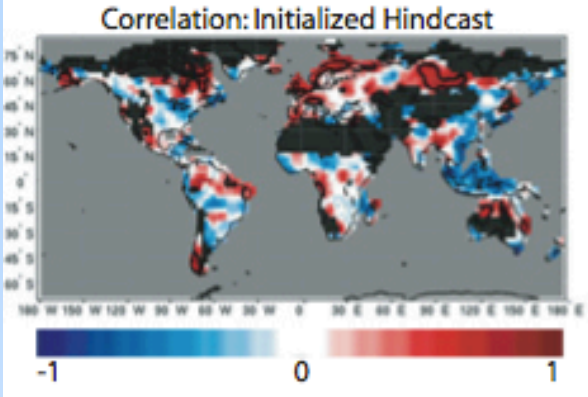 Correlation: Initialized Hindcast
75° N
60° N
45° N
30° N
15° N
0°
15° S
30° S
45° S
60° S
180° W 150° W 120° W 90° W 60° W 30° W 0 30° E 60° E 90° E 120° E 150° E 180° E
-1 0 1